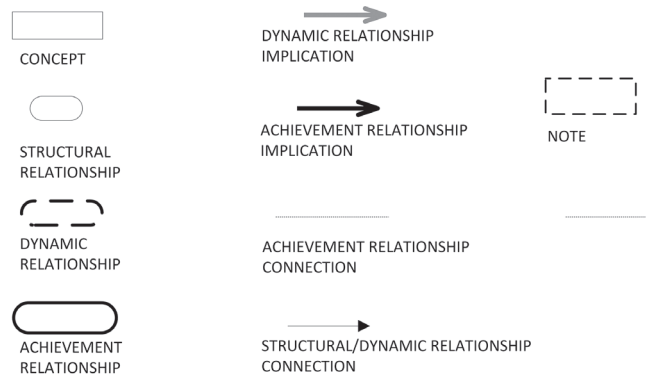 CONCEPT
STRUCTURAL
RELATIONSHIP
DYNAMIC
RELATIONSHIP
ACHIEVEMENT
RELATIONSHIP
DYNAMIC RELATIONSHIP
IMPLICATION
ACHIEVEMENT RELATIONSHIP
IMPLICATION
ACHIEVEMENT RELATIONSHIP
CONNECTION
STRUCTURAL/DYNAMIC RELATIONSHIP
CONNECTION
NOTE